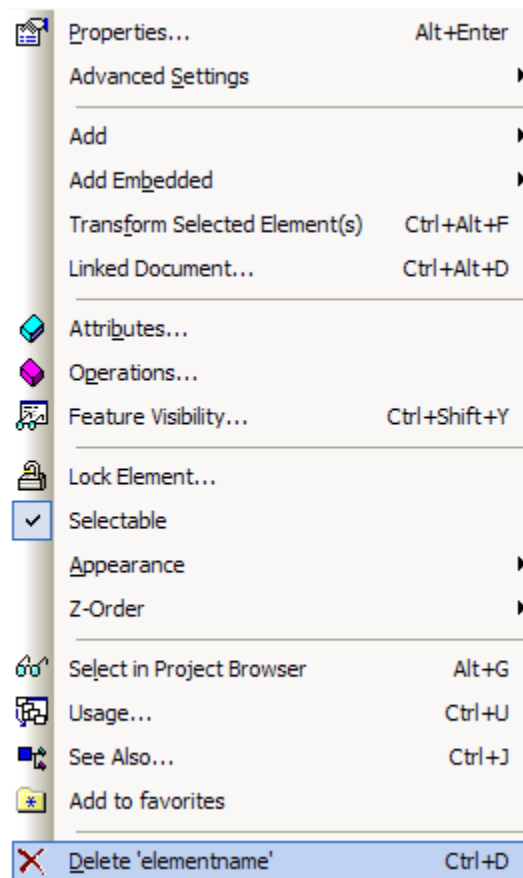 Properties... Alt+Enter
Advanced Settings
Add
Add Embedded
Transform Selected Element(s) Ctrl+Alt+F
Linked Document... Ctrl+Alt+D
Attributes...
Operations...
Feature Visibility... Ctrl+Shift+Y
Lock Element...
Selectable
Appearance
Z-Order
Select in Project Browser Alt+G
Usage... Ctrl+U
See Also... Ctrl+J
Add to favorites
Delete 'elementname' Ctrl+D